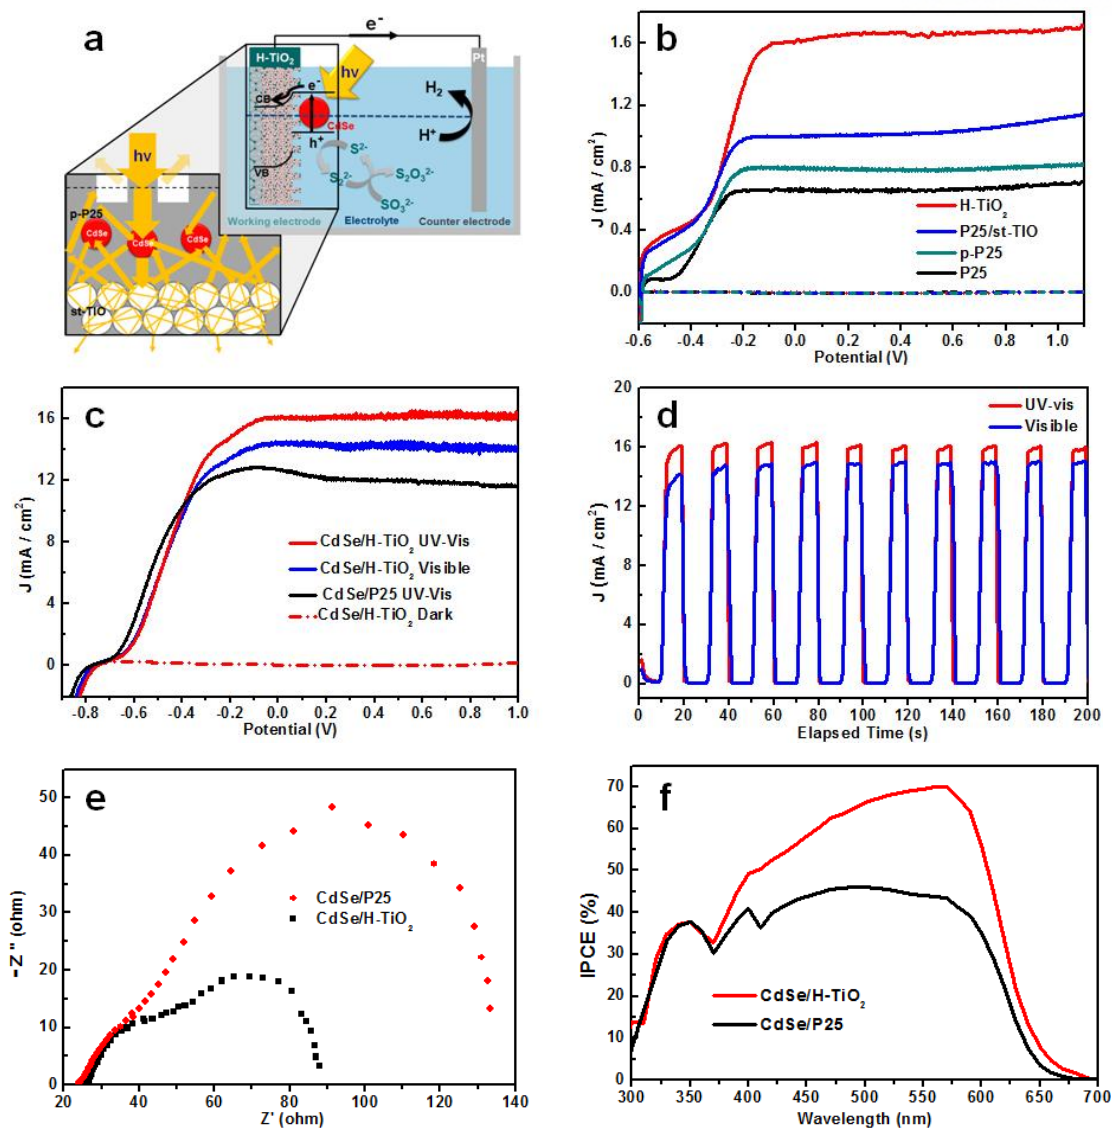 a
e-
H-TiO2
hν
Pt
CB
e-
H2
CdSe
H+
h+
S2-
VB
S22-
S2O32-
SO32-
Working electrode
Electrolyte
Counter electrode
hν
p-P25
CdSe
CdSe
CdSe
st-TIO
b
J (mA / cm2)
1.6
1.2
0.8
0.4
0.0
H-TiO2
P25/st-TIO
p-P25
P25
-0.6 -0.4 -0.2 0.0 0.2 0.4 0.6 0.8 1.0
Potential (V)
c
J (mA / cm2)
16
12
8
4
0
CdSe/H-TiO2 UV-Vis
CdSe/H-TiO2 Visible
CdSe/P25 UV-Vis
CdSe/H-TiO2 Dark
-0.8 -0.6 -0.4 -0.2 0.0 0.2 0.4 0.6 0.8 1.0
Potential (V)
d
J (mA / cm2)
20
16
12
8
4
0
UV-vis
Visible
0 20 40 60 80 100 120 140 160 180 200
Elapsed Time (s)
e
-Z'' (ohm)
50
40
30
20
10
0
CdSe/P25
CdSe/H-TiO2
20 40 60 80 100 120 140
Z' (ohm)
f
IPCE (%)
70
60
50
40
30
20
10
0
CdSe/H-TiO2
CdSe/P25
300 350 400 450 500 550 600 650 700
Wavelength (nm)